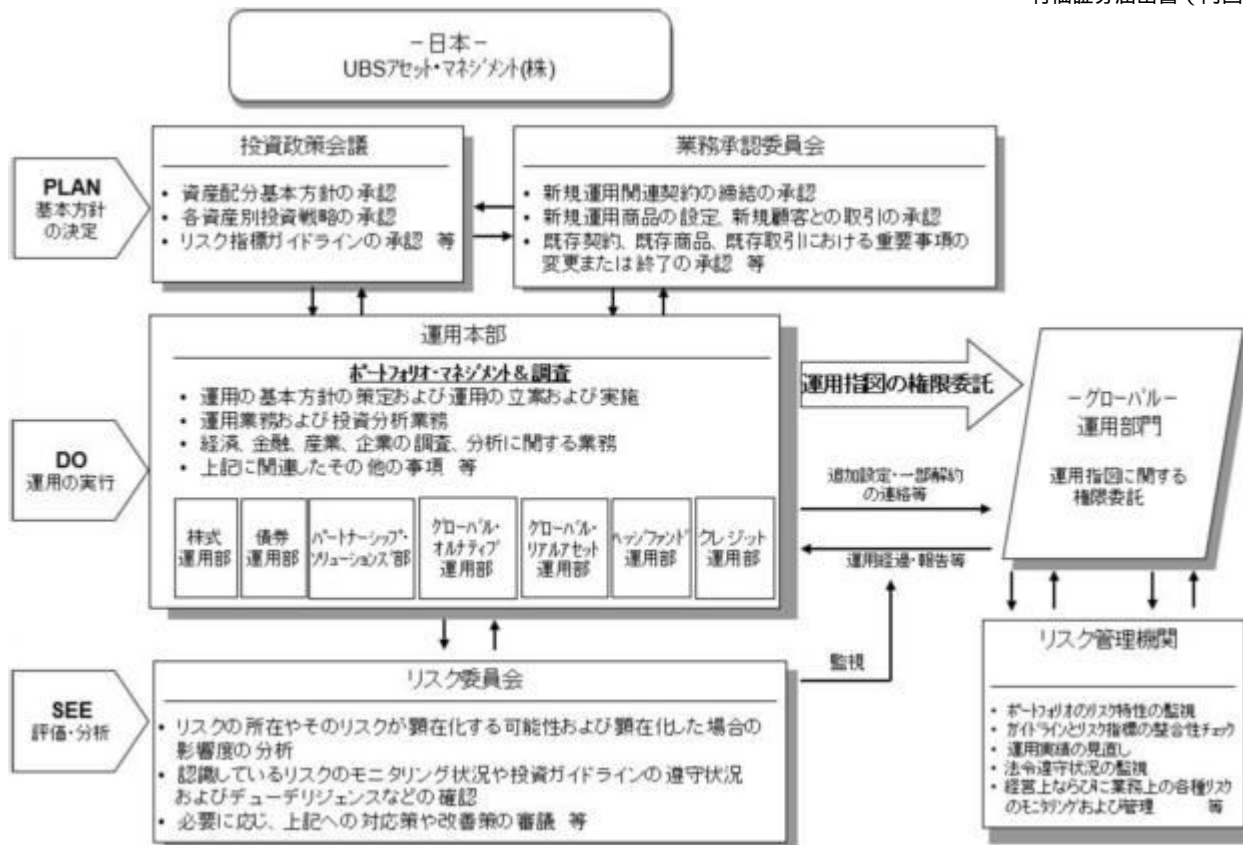 －日本－
UBSｱｾｯﾄ･ﾏﾈｼﾞﾒﾝﾄ(株)
PLAN
基本方針
の決定
投資政策会議
• 資産配分基本方針の承認
• 各資産別投資戦略の承認
• リスク指標ガイドラインの承認 等
業務承認委員会
• 新規運用関連契約の締結の承認
• 新規運用商品の設定、新規顧客との取引の承認
• 既存契約、既存商品、既存取引における重要事項の
変更または終了の承認 等
DO
運用の実行
運用本部
ﾎﾟｰﾄﾌｫﾘｵ･ﾏﾈｼﾞﾒﾝﾄ＆調査
• 運用の基本方針の策定および運用の立案および実施
• 運用業務および投資分析業務
• 経済、金融、産業、企業の調査、分析に関する業務
• 上記に関連したその他の事項 等
株式
運用部
債券
運用部
ﾊﾟｰﾄﾅｰｼｯﾌﾟ･
ｿﾘｭｰｼｮﾝｽﾞ部
ｸﾞﾛｰﾊﾞﾙ･
ｵﾙﾅﾃｨﾌﾞ
運用部
ｸﾞﾛｰﾊﾞﾙ･
ﾘｱﾙｱｾｯﾄ
運用部
ﾍｯｼﾞﾌｧﾝﾄﾞ
運用部
クレジット
運用部
運用指図の権限委託
追加設定･一部解約
の連絡等
運用経過･報告等
－ｸﾞﾛｰﾊﾞﾙ－
運用部門
運用指図に関する
権限委託
SEE
評価･分析
リスク委員会
• リスクの所在やそのリスクが顕在化する可能性および顕在化した場合の
影響度の分析
• 認識しているリスクのモニタリング状況や投資ガイドラインの遵守状況
およびデューデリジェンスなどの確認
• 必要に応じ、上記への対応策や改善策の審議 等
監視
リスク管理機関
• ﾎﾟｰﾄﾌｫﾘｵのﾘｽｸ特性の監視
• ｶﾞｲﾄﾞﾗｲﾝとﾘｽｸ指標の整合性ﾁｪｯｸ
• 運用実績の見直し
• 法令遵守状況の監視
• 経営上ならびに業務上の各種ﾘｽｸ
のﾓﾆﾀﾘﾝｸﾞおよび管理 等